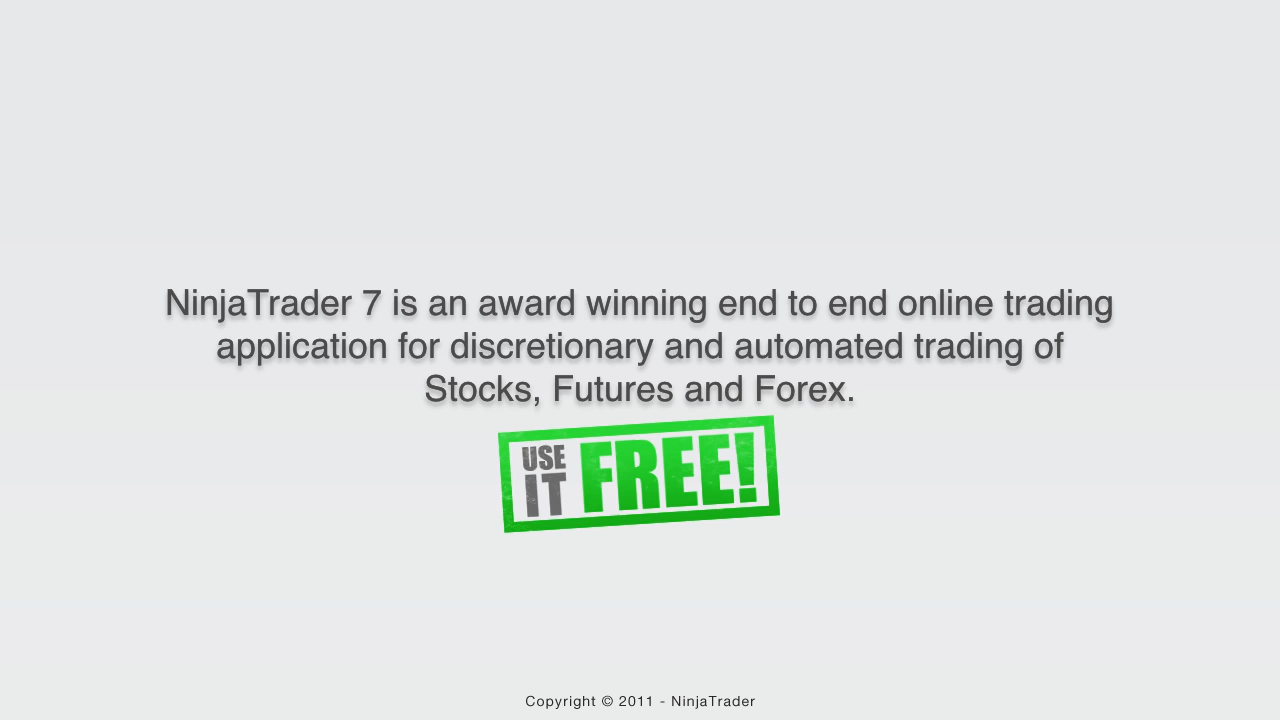 NinjaTrader 7 is an award winning end to end online trading
application for discretionary and automated trading of
Stocks, Futures and Forex.
USE IT FREE!
Copyright © 2011 - NinjaTrader